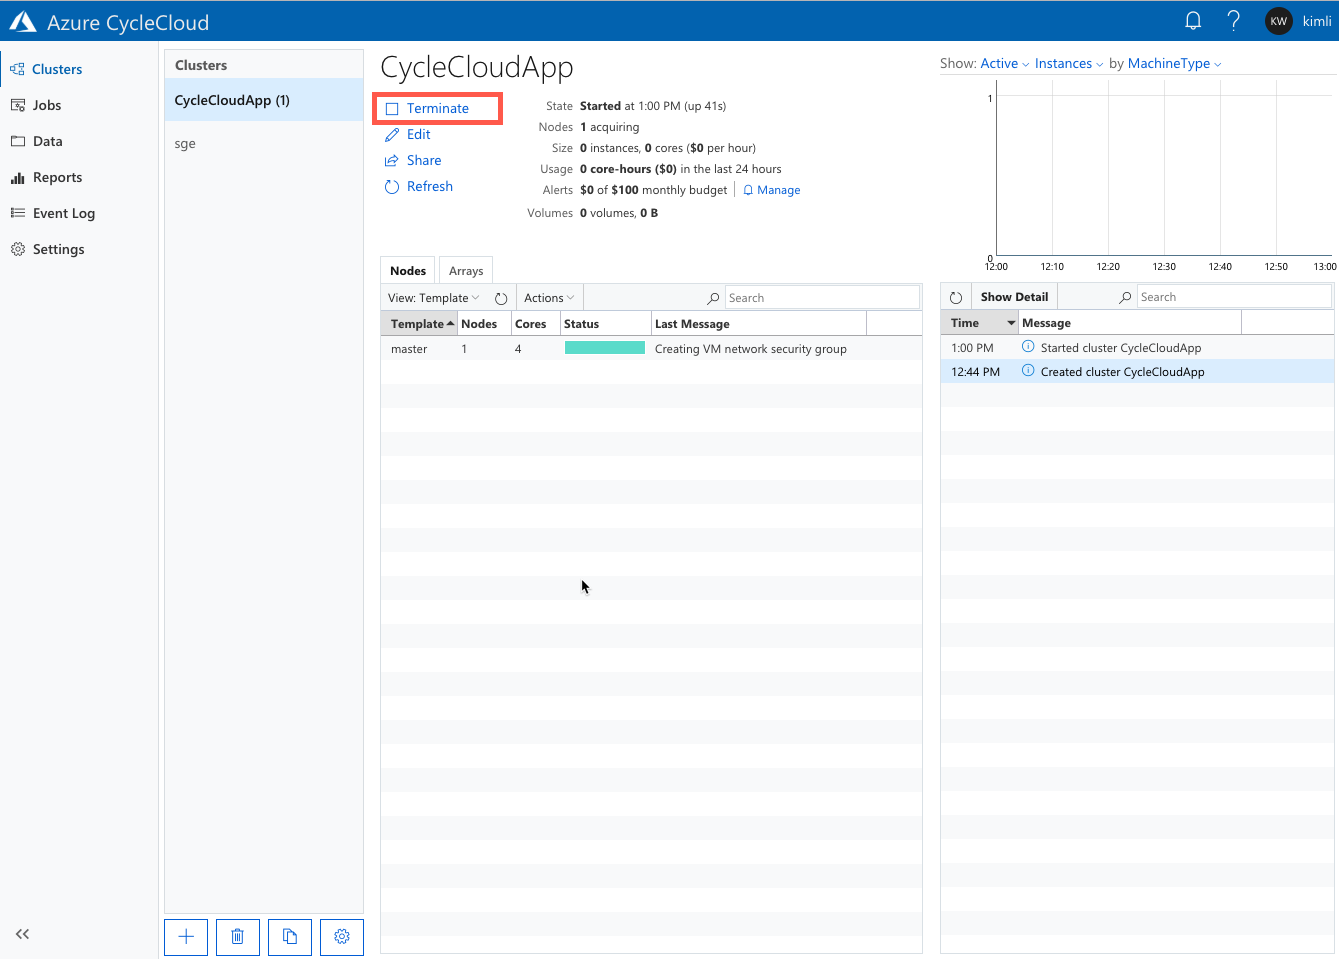 Azure CycleCloud
KW kimli
Clusters
Jobs
Data
Reports
Event Log
Settings
Clusters
CycleCloudApp (1)
sge
CycleCloudApp
Terminate
Edit
Share
Refresh
State Started at 1:00 PM (up 41s)
Nodes 1 acquiring
Size 0 instances, 0 cores ($0 per hour)
Usage 0 core-hours ($0) in the last 24 hours
Alerts $0 of $100 monthly budget Manage
Volumes 0 volumes, 0 B
Show: Active Instances by MachineType
1
0
12:00 12:10 12:20 12:30 12:40 12:50 13:00
Nodes Arrays
View: Template Actions Search
Template Nodes Cores Status Last Message
master 1 4 Creating VM network security group
Show Detail Search
Time Message
1:00 PM Started cluster CycleCloudApp
12:44 PM Created cluster CycleCloudApp